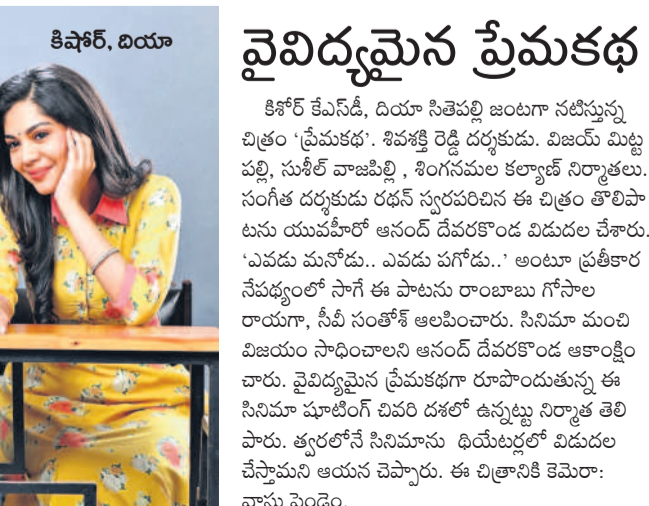 కిషోర్, దియా
వైవిద్యమైన ప్రేమకథ
కిశోర్ కేఎస్‌డీ, దియా సితెపల్లి జంటగా నటిస్తున్న
చిత్రం ‘ప్రేమకథ’. శివశక్తి రెడ్డి దర్శకుడు. విజయ్ మిట్ట
పల్లి, సుశీల్ వాజపిల్లి , శింగనమల కల్యాణ్ నిర్మాతలు.
సంగీత దర్శకుడు రథన్ స్వరపరిచిన ఈ చిత్రం తొలిపా
టను యువహీరో ఆనంద్ దేవరకొండ విడుదల చేశారు.
‘ఎవడు మనోడు.. ఎవడు పగోడు..’ అంటూ ప్రతీకార
నేపథ్యంలో సాగే ఈ పాటను రాంబాబు గోసాల
రాయగా, సీవీ సంతోశ్ ఆలపించారు. సినిమా మంచి
విజయం సాధించాలని ఆనంద్ దేవరకొండ ఆకాంక్షిం
చారు. వైవిద్యమైన ప్రేమకథగా రూపొందుతున్న ఈ
సినిమా షూటింగ్ చివరి దశలో ఉన్నట్టు నిర్మాత తెలి
పారు. త్వరలోనే సినిమాను థియేటర్లలో విడుదల
చేస్తామని ఆయన చెప్పారు. ఈ చిత్రానికి కెమెరా:
వాసు పెండెం.